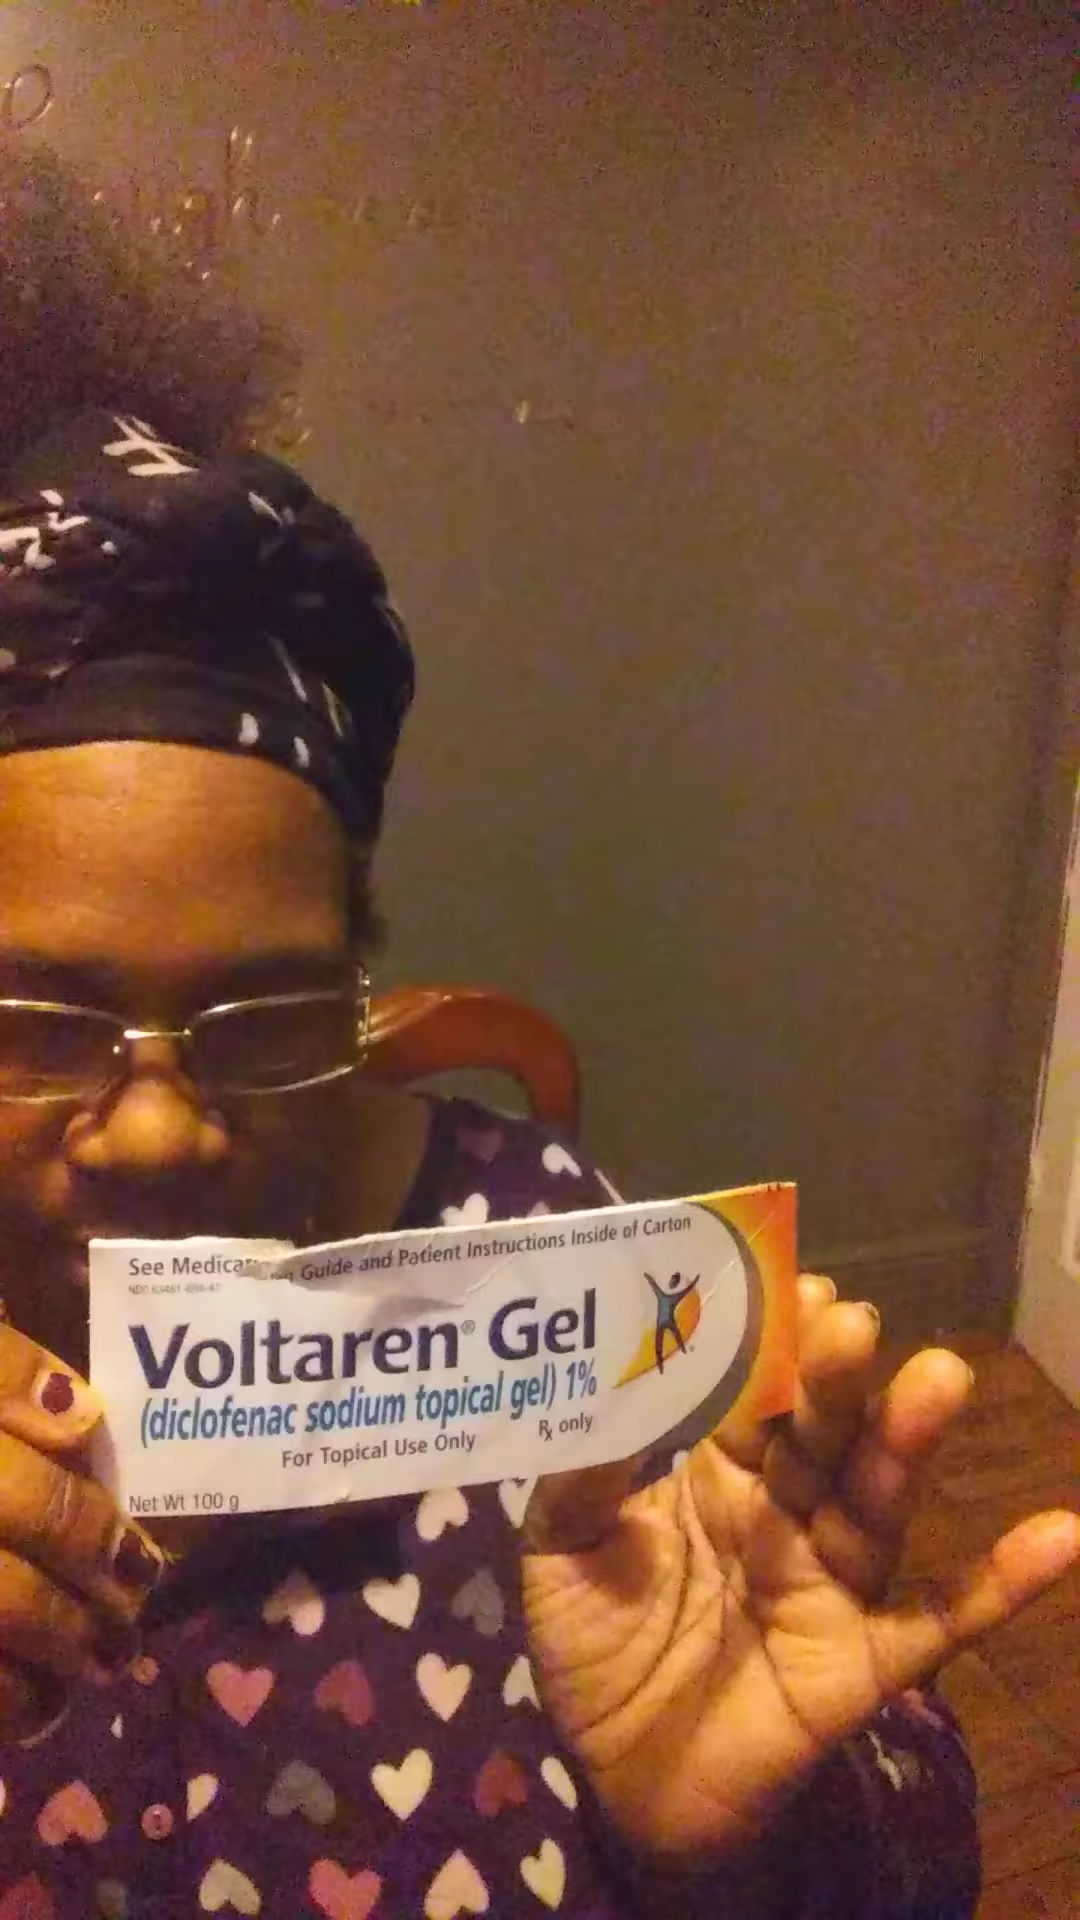 See Medica Guide and Patient Instructions Inside of Carton
Voltaren® Gel
(diclofenac sodium topical gel) 1%
For Topical Use Only
Rx only
Net Wt 100 g